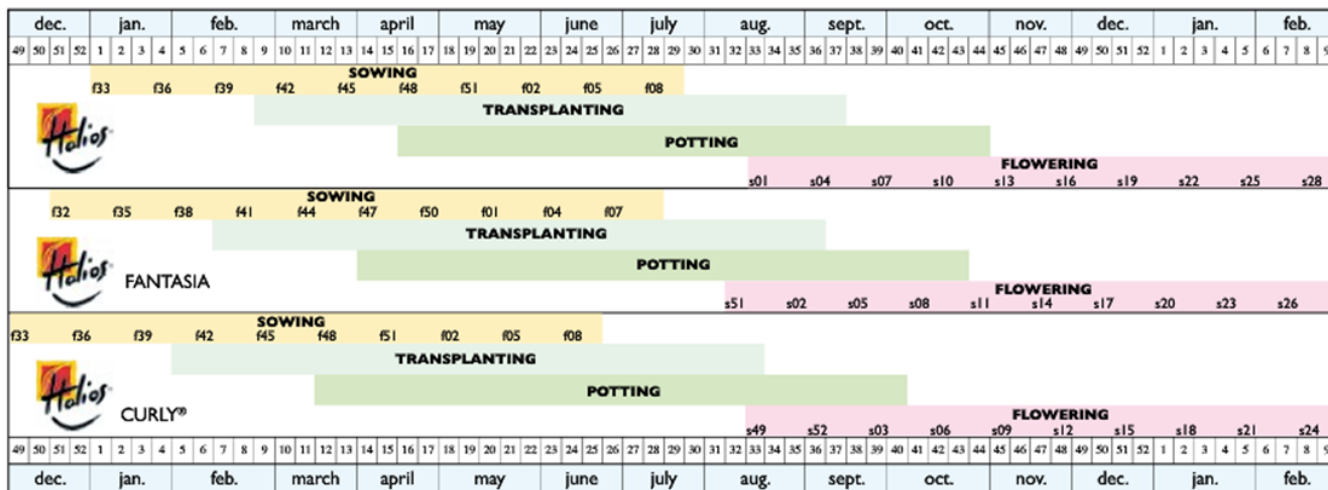 dec. jan. feb. march april may june july aug. sept. oct. nov. dec. jan. feb.
49 50 51 52 1 2 3 4 5 6 7 8 9 10 11 12 13 14 15 16 17 18 19 20 21 22 23 24 25 26 27 28 29 30 31 32 33 34 35 36 37 38 39 40 41 42 43 44 45 46 47 48 49 50 51 52 1 2 3 4 5 6 7 8 9
SOWING
f33 f36 f39 f42 f45 f48 f51 f02 f05 f08
Helios
TRANSPLANTING
POTTING
FLOWERING
s01 s04 s07 s10 s13 s16 s19 s22 s25 s28
SOWING
f32 f35 f38 f41 f44 f47 f50 f01 f04 f07
TRANSPLANTING
Helios
POTTING
FANTASIA
FLOWERING
s51 s02 s05 s08 s11 s14 s17 s20 s23 s26
SOWING
f33 f36 f39 f42 f45 f48 f51 f02 f05 f08
TRANSPLANTING
Helios
POTTING
CURLY®
FLOWERING
s49 s52 s03 s06 s09 s12 s15 s18 s21 s24
49 50 51 52 1 2 3 4 5 6 7 8 9 10 11 12 13 14 15 16 17 18 19 20 21 22 23 24 25 26 27 28 29 30 31 32 33 34 35 36 37 38 39 40 41 42 43 44 45 46 47 48 49 50 51 52 1 2 3 4 5 6 7 8 9
dec. jan. feb. march april may june july aug. sept. oct. nov. dec. jan. feb.